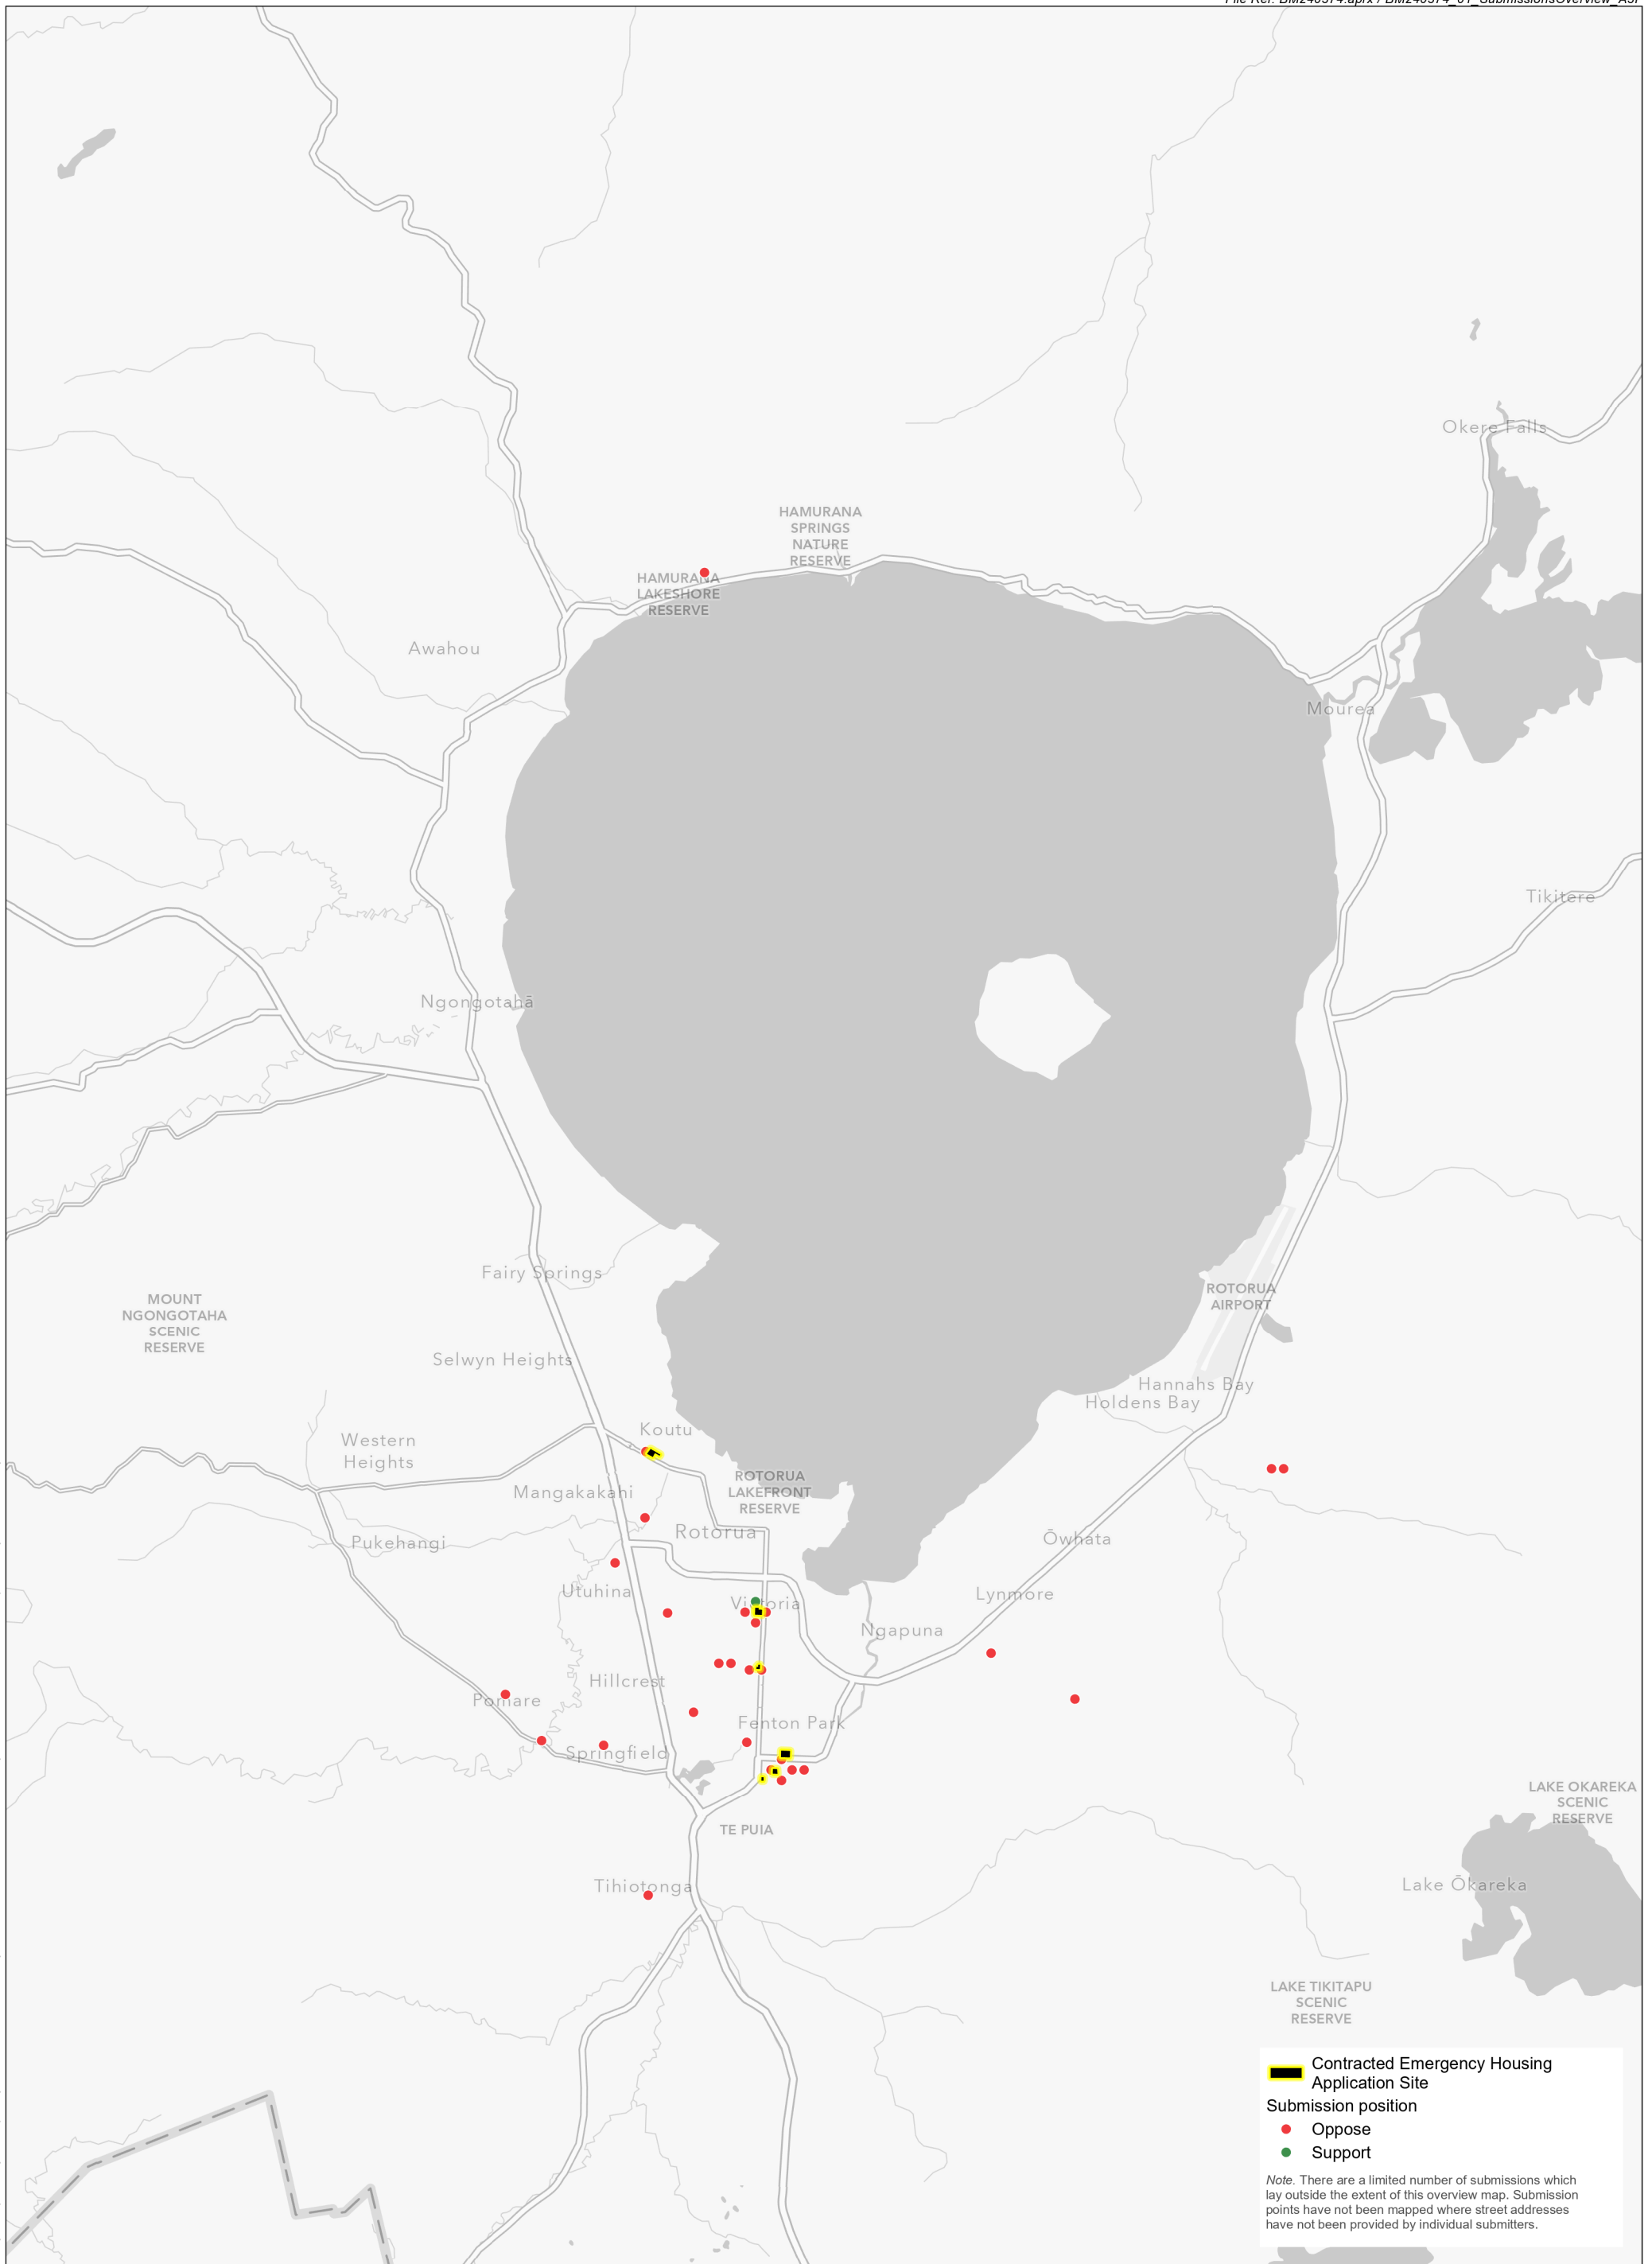 Okere Falls
HAMURANA
SPRINGS
NATURE
RESERVE
HAMURANA
LAKESHORE
RESERVE
Awahou
Mourea
Tikitere
Ngongotahā
Fairy Springs
ROTORUA
AIRPORT
MOUNT
NGONGOTAHA
SCENIC
RESERVE
Selwyn Heights
Hannahs Bay
Holdens Bay
Koutu
Western
Heights
ROTORUA
LAKEFRONT
RESERVE
Mangakakahi
Rotorua
Pukehangi
Ōwhata
Utuhina
Victoria
Lynmore
Ngapuna
Hillcrest
Pomare
Fenton Park
Springfield
LAKE OKAREKA
SCENIC
RESERVE
TE PUIA
Tihiotonga
Lake Ōkareka
LAKE TIKITAPU
SCENIC
RESERVE
Contracted Emergency Housing
Application Site
Submission position
Oppose
Support
Note. There are a limited number of submissions which
lay outside the extent of this overview map. Submission
points have not been mapped where street addresses
have not been provided by individual submitters.